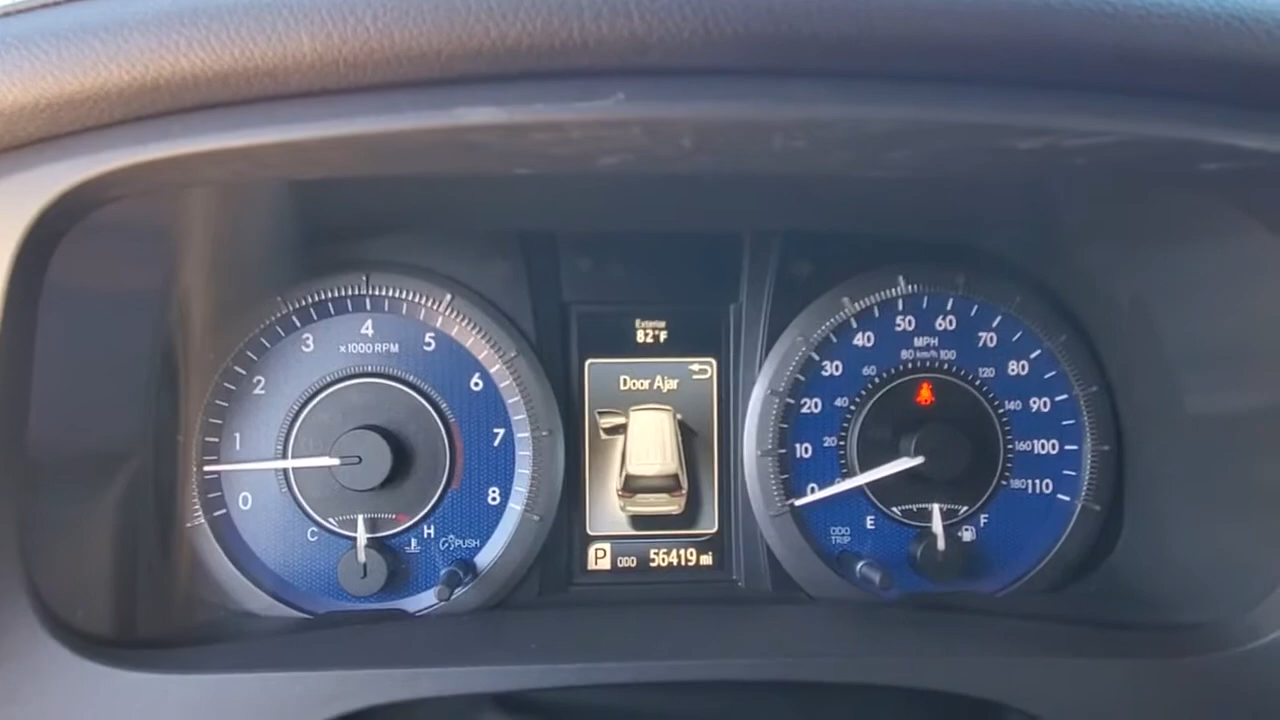 4
3
5
x1000 RPM
2
6
1
7
0
8
C
H
PUSH
Exterior
82°F
Door Ajar
P ODO 56419 mi
50 60
40
70
MPH
80 km/h 100
30
60
120
80
20
40
140
90
10
20
160
100
0
180
110
E
F
ODO
TRIP